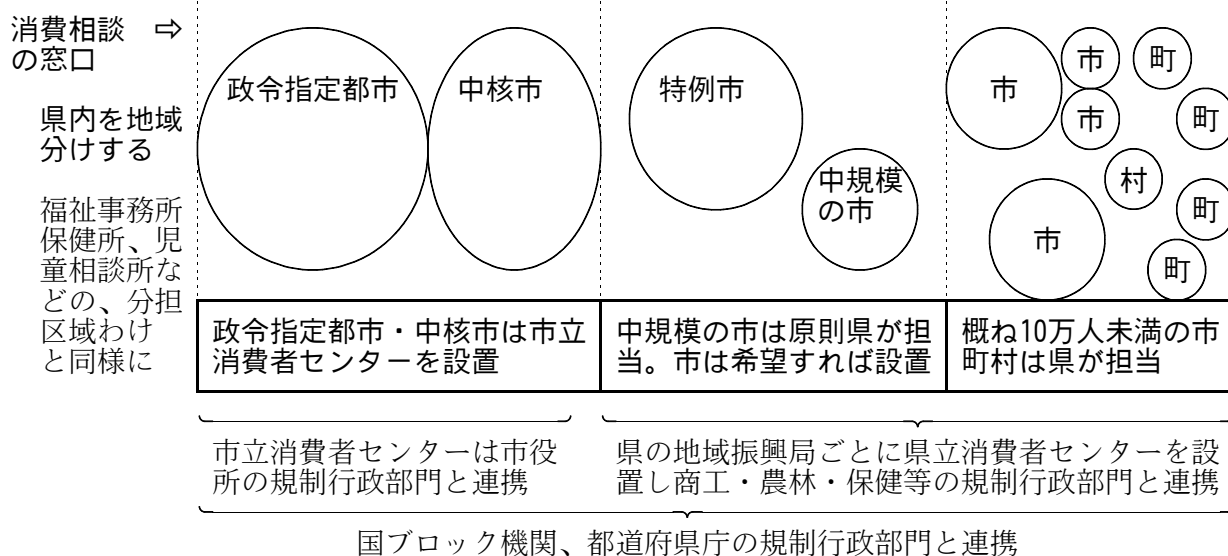 消費相談 ⇨
の窓口
県内を地域
分けする
福祉事務所
保健所、児
童相談所な
どの、分担
区域わけ
と同様に
政令指定都市
中核市
特例市
中規模
の市
市
市
町
市
町
村
町
市
町
政令指定都市・中核市は市立
消費者センターを設置
中規模の市は原則県が担
当。市は希望すれば設置
概ね10万人未満の市
町村は県が担当
市立消費者センターは市役
所の規制行政部門と連携
県の地域振興局ごとに県立消費者センターを設
置し商工・農林・保健等の規制行政部門と連携
国ブロック機関、都道府県庁の規制行政部門と連携